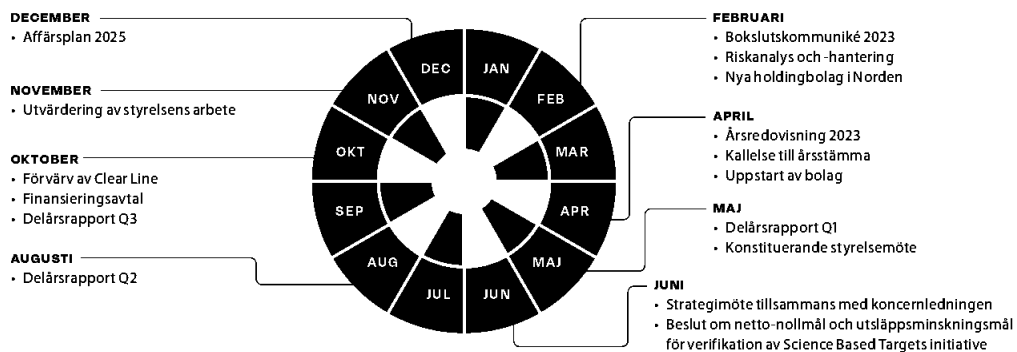 DECEMBER
• Affärsplan 2025
NOVEMBER
• Utvärdering av styrelsens arbete
OKTOBER
• Förvärv av Clear Line
• Finansieringsavtal
• Delårsrapport Q3
AUGUSTI
• Delårsrapport Q2
DEC
JAN
NOV
FEB
OKT
MAR
SEP
APR
AUG
MAJ
JUL
JUN
FEBRUARI
• Bokslutskommuniké 2023
• Riskanalys och -hantering
• Nya holdingbolag i Norden
APRIL
• Årsredovisning 2023
• Kallelse till årsstämma
• Uppstart av bolag
MAJ
• Delårsrapport Q1
• Konstituerande styrelsemöte
JUNI
• Strategimöte tillsammans med koncernledningen
• Beslut om netto-nollmål och utsläppsminskningsmål
för verifikation av Science Based Targets initiative